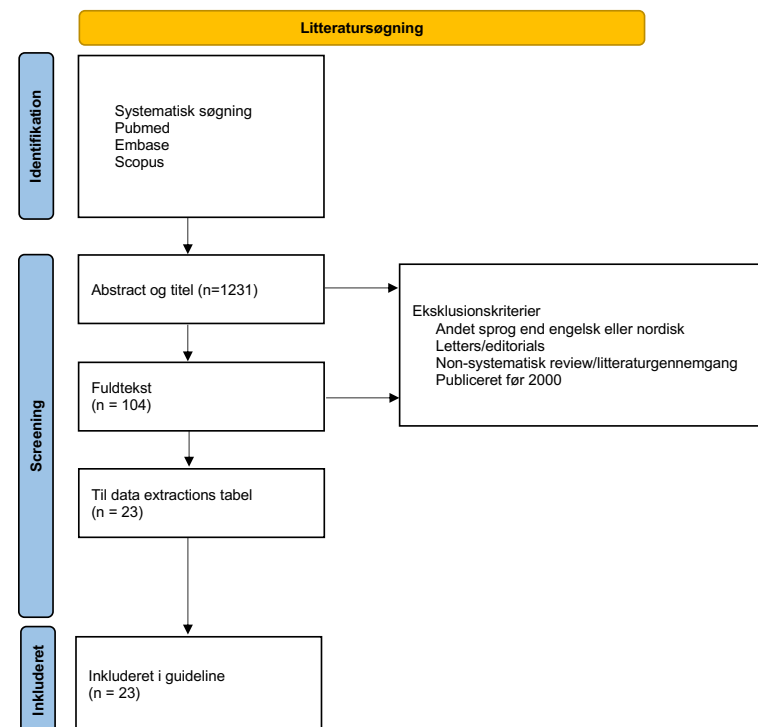 Litteratursøgning
Identifikation
Systematisk søgning
Pubmed
Embase
Scopus
Screening
Abstract og titel (n=1231)
Eksklusionskriterier
Andet sprog end engelsk eller nordisk
Letters/editorials
Non-systematisk review/litteraturgennemgang
Publiceret før 2000
Fuldtekst
(n = 104)
Til data extractions tabel
(n = 23)
Inkluderet
Inkluderet i guideline
(n = 23)